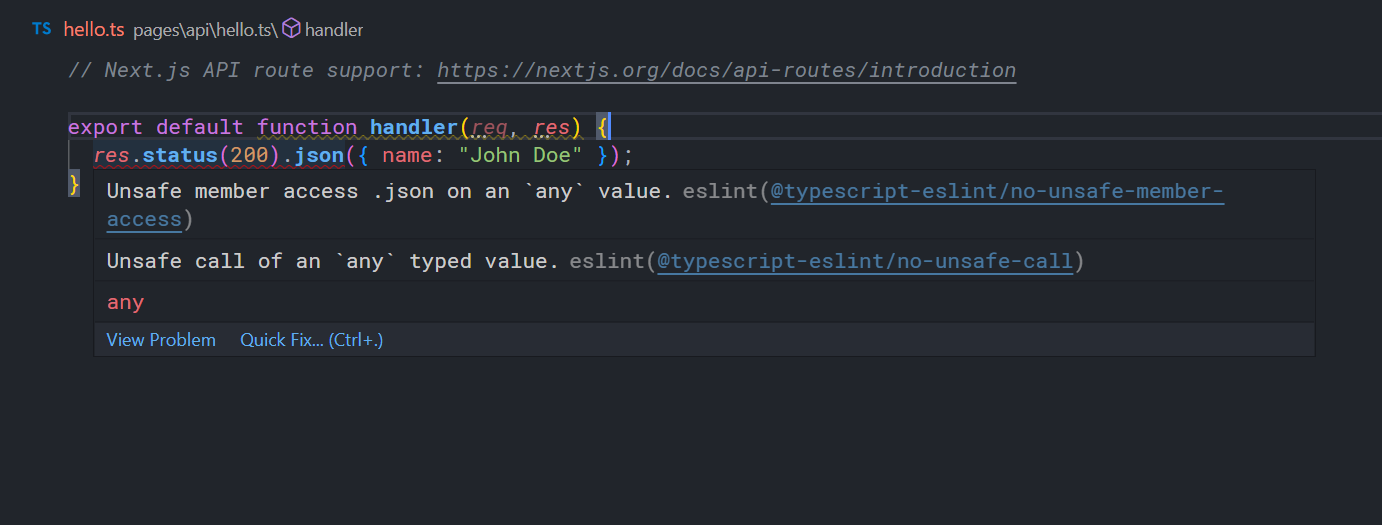 TS hello.ts pages\api\hello.ts\ handler
// Next.js API route support: https://nextjs.org/docs/api-routes/introduction
export default function handler(req, res) {
res.status(200).json({ name: "John Doe" });
}
Unsafe member access .json on an `any` value. eslint(@typescript-eslint/no-unsafe-member-
access)
Unsafe call of an `any` typed value. eslint(@typescript-eslint/no-unsafe-call)
any
View Problem Quick Fix... (Ctrl+.)